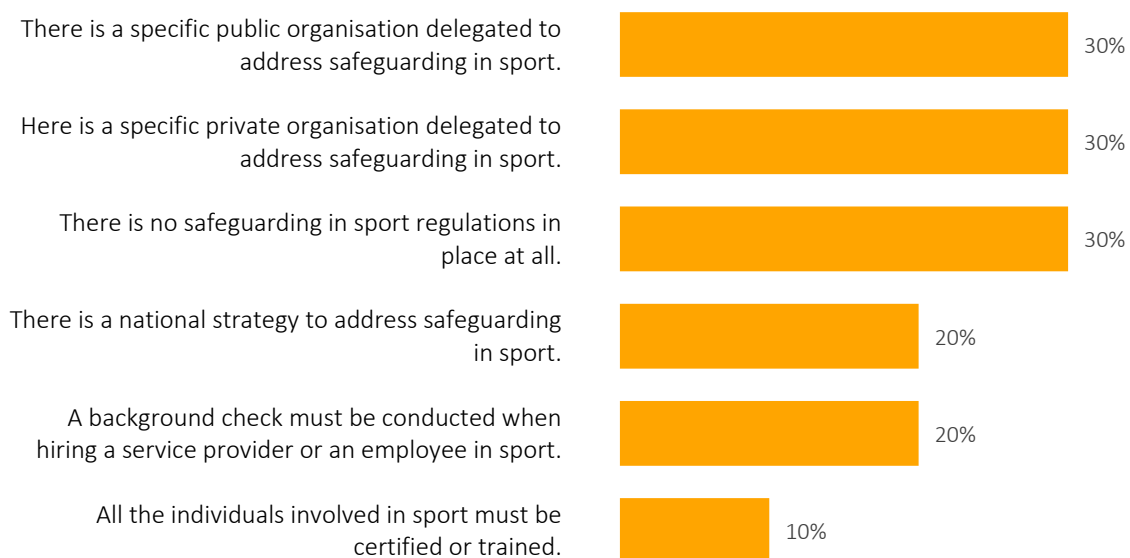 There is a specific public organisation delegated to
address safeguarding in sport.
30%
Here is a specific private organisation delegated to
address safeguarding in sport.
30%
There is no safeguarding in sport regulations in
place at all.
30%
There is a national strategy to address safeguarding
in sport.
20%
A background check must be conducted when
hiring a service provider or an employee in sport.
20%
All the individuals involved in sport must be
certified or trained.
10%